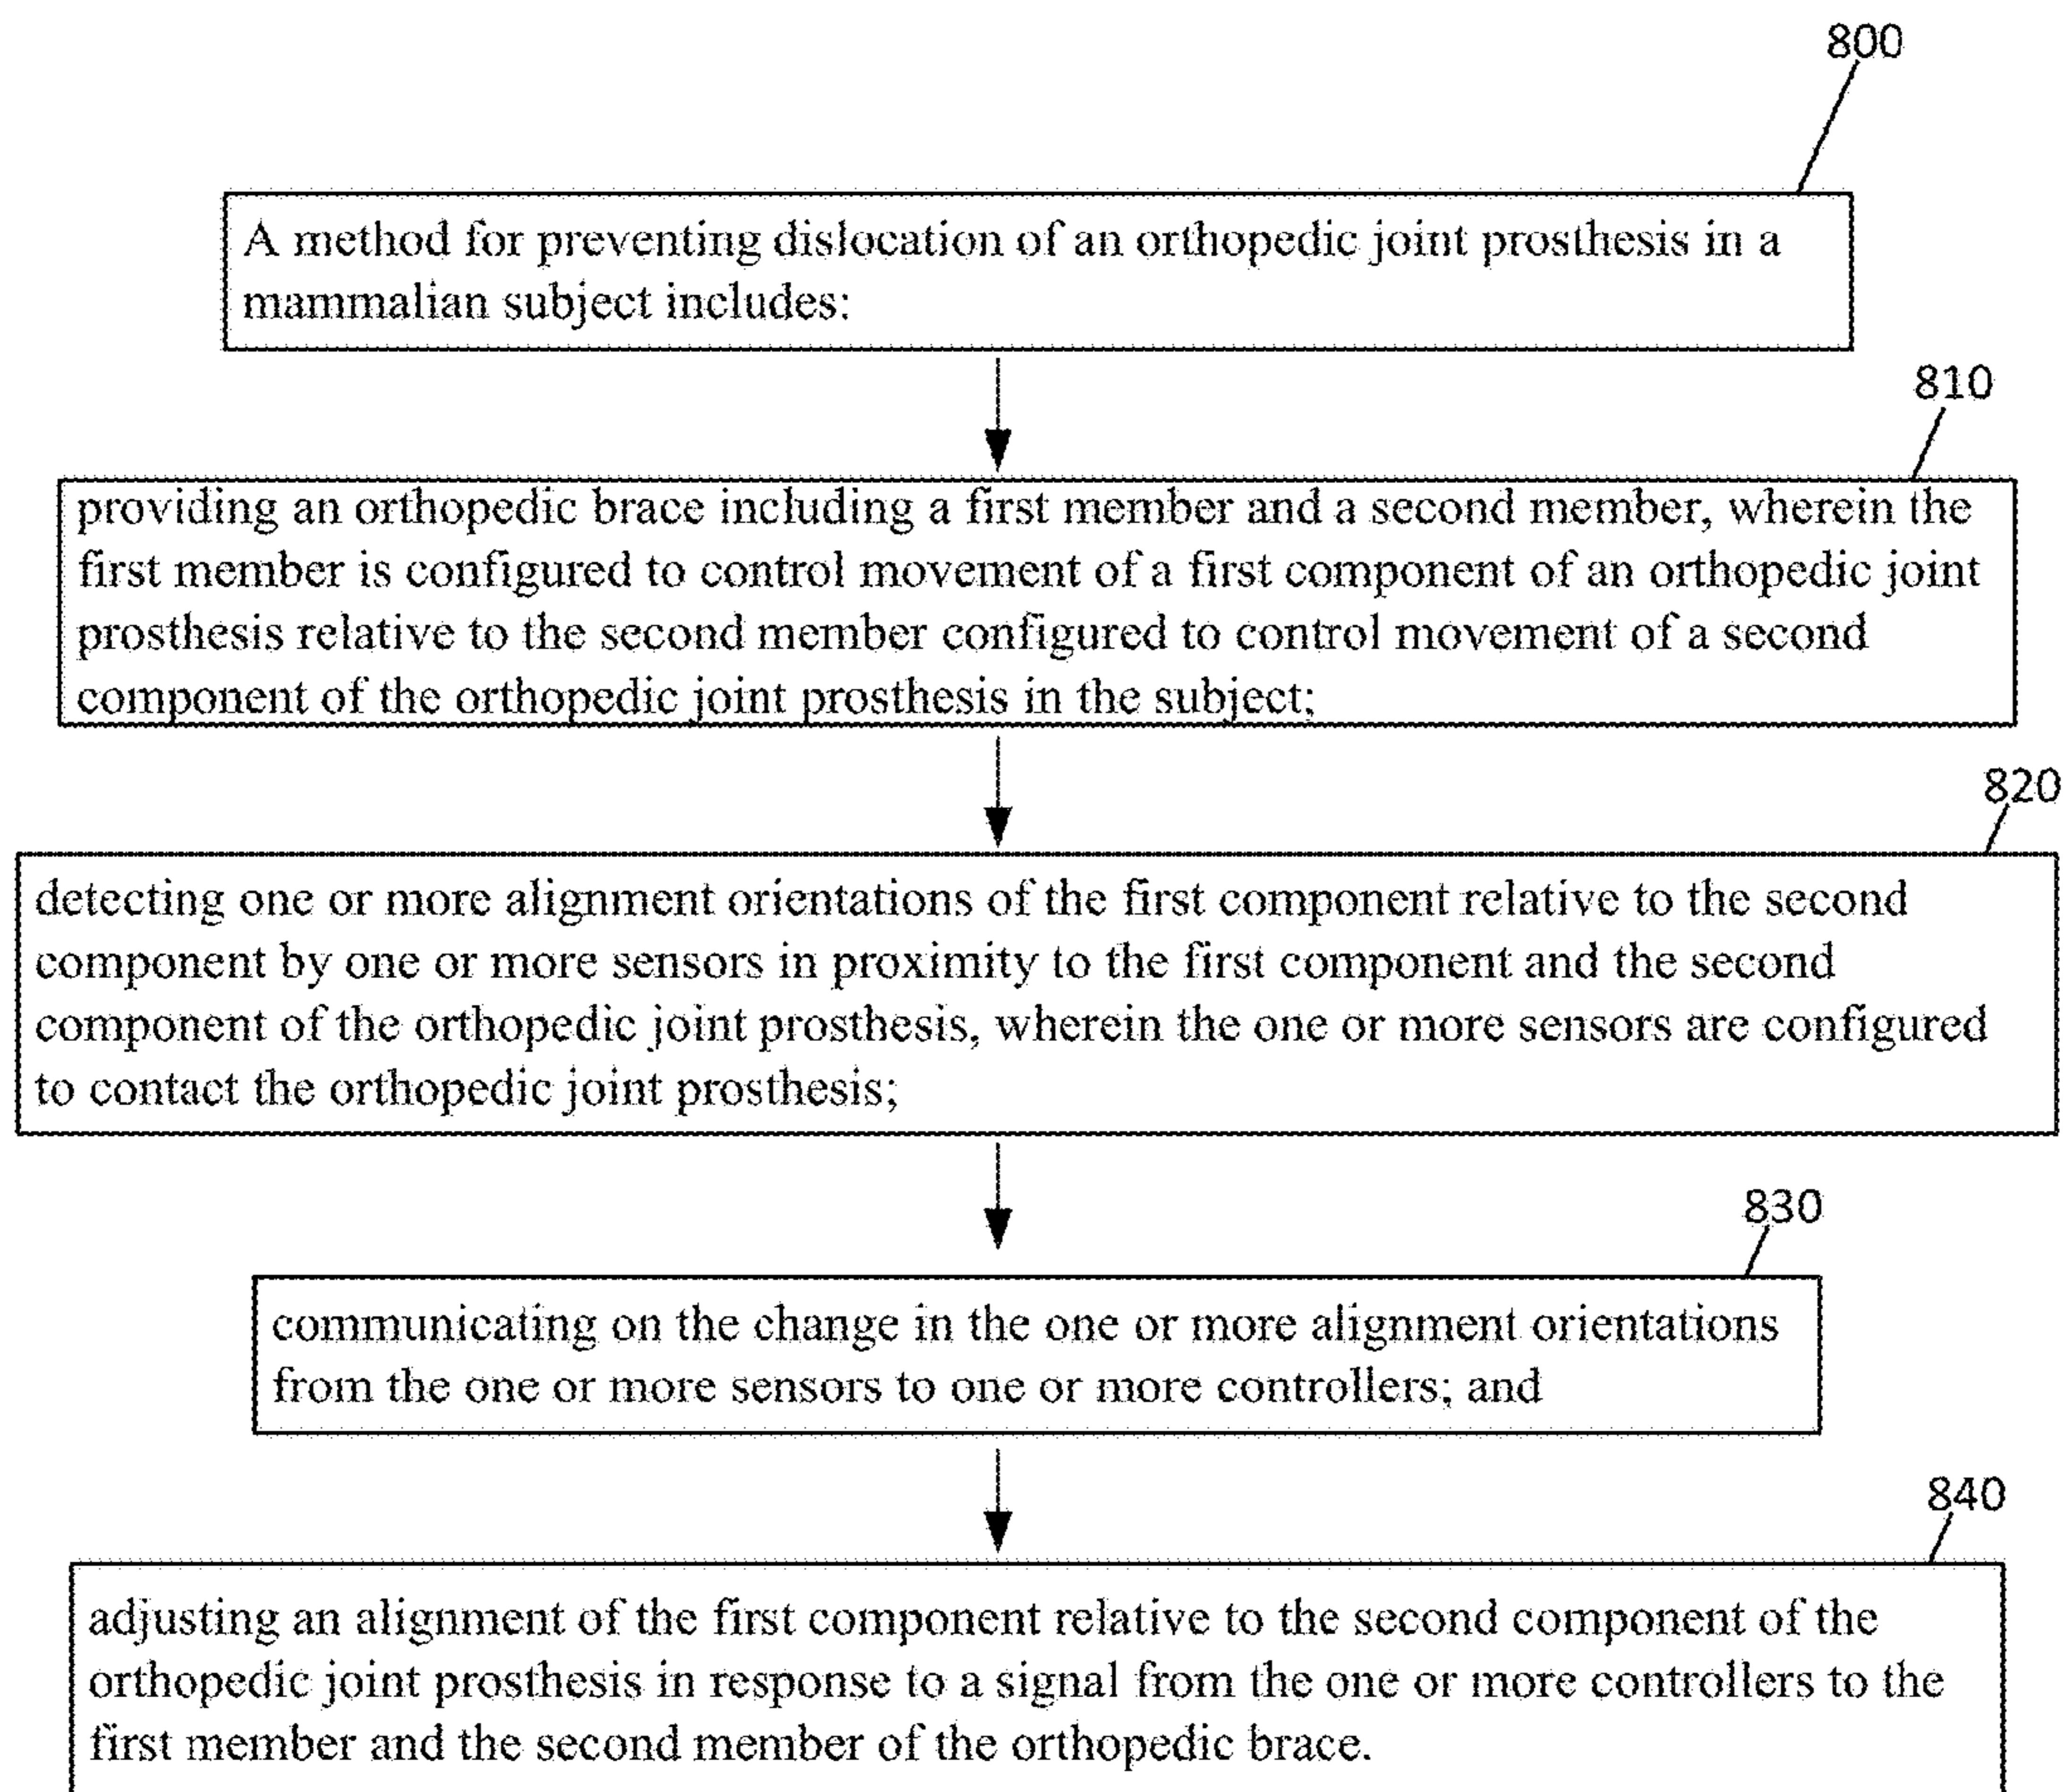 800
A method for preventing dislocation of an orthopedic joint prosthesis in a
mammalian subject includes:
810
providing an orthopedic brace including a first member and a second member, wherein the
first member is configured to control movement of a first component of an orthopedic joint
prosthesis relative to the second member configured to control movement of a second
component of the orthopedic joint prosthesis in the subject;
820
detecting one or more alignment orientations of the first component relative to the second
component by one or more sensors in proximity to the first component and the second
component of the orthopedic joint prosthesis, wherein the one or more sensors are configured
to contact the orthopedic joint prosthesis;
830
communicating on the change in the one or more alignment orientations
from the one or more sensors to one or more controllers; and
840
adjusting an alignment of the first component relative to the second component of the
orthopedic joint prosthesis in response to a signal from the one or more controllers to the
first member and the second member of the orthopedic brace.